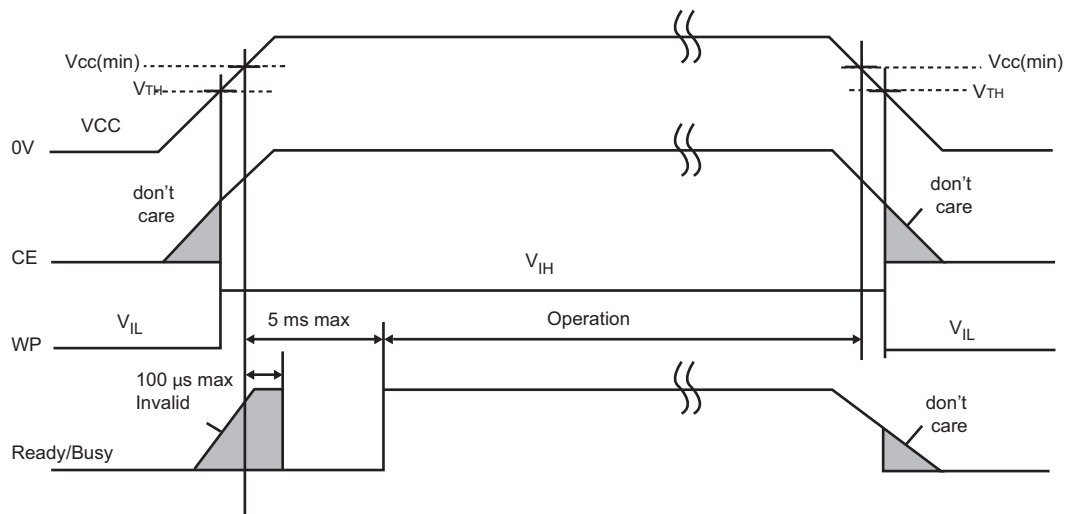 Vcc(min)
Vcc(min)
VTH
VTH
VCC
0V
don't
care
don't
care
CE
VIH
VIL
5 ms max
Operation
VIL
WP
100 µs max
Invalid
don't
care
Ready/Busy